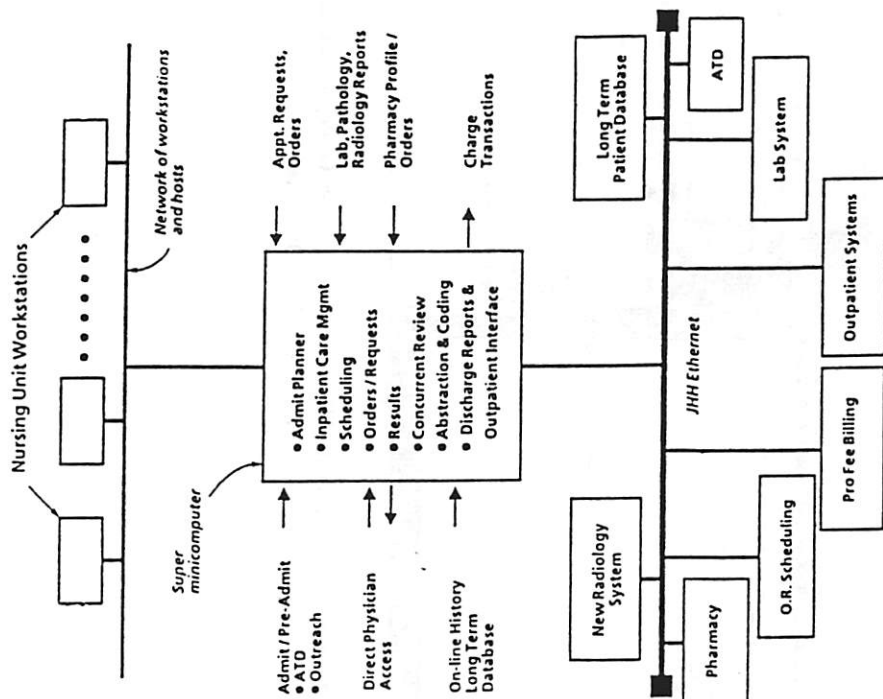 Nursing Unit Workstations
Network of workstations
and hosts
Super
minicomputer
Admit / Pre-Admit
• ATD
• Outreach
Direct Physician
Access
On-line History
Long Term
Database
• Admit Planner
• Inpatient Care Mgmt
• Scheduling
• Orders / Requests
• Results
• Concurrent Review
• Abstraction & Coding
• Discharge Reports &
Outpatient Interface
Appt. Requests,
Orders
Lab, Pathology,
Radiology Reports
Pharmacy Profile /
Orders
Charge
Transactions
New Radiology
System
Long Term
Patient Database
JHH Ethernet
Pharmacy
O.R. Scheduling
Pro Fee Billing
Outpatient Systems
Lab System
ATD